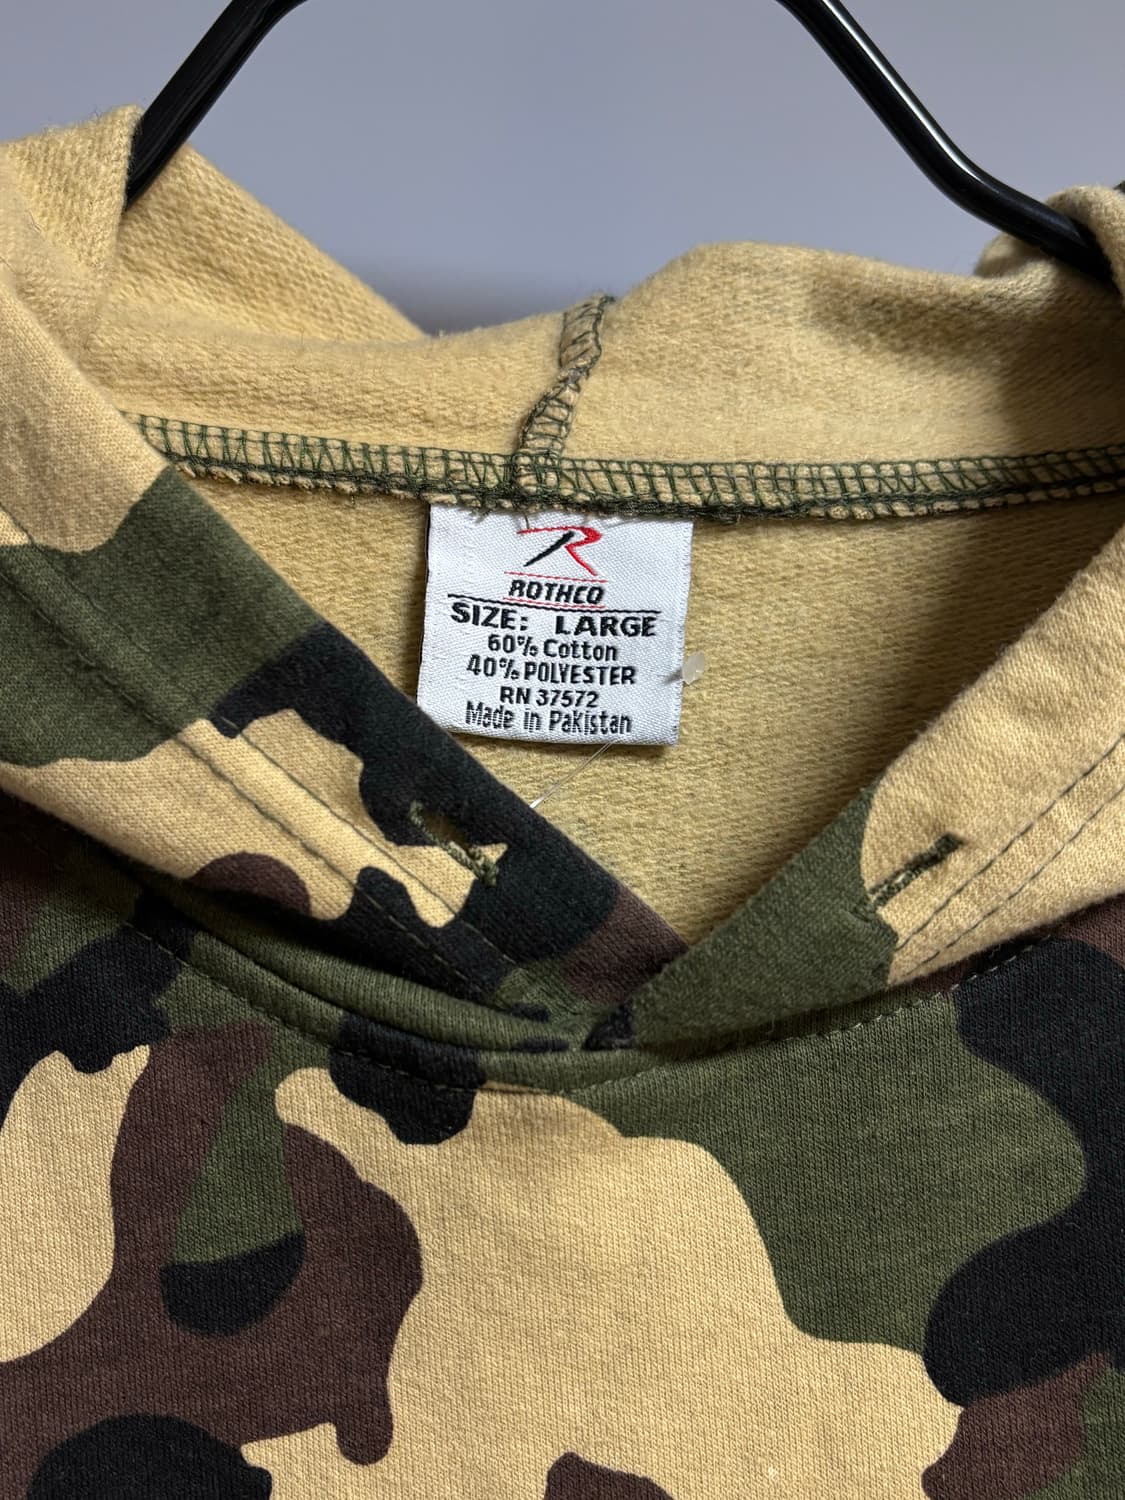 R
ROTHCO
SIZE: LARGE
60% Cotton
40% POLYESTER
RN 37572
Made in Pakistan